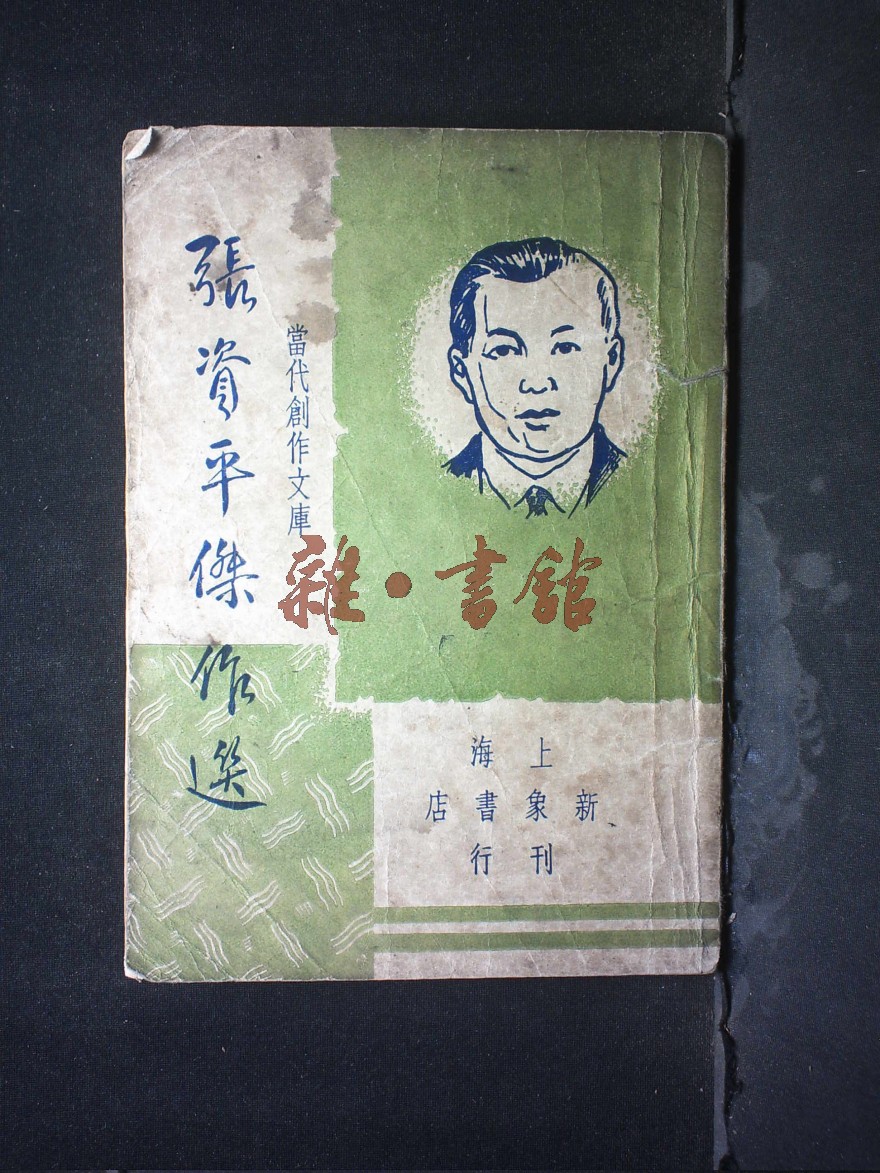 張資平傑作選
當代創作文庫
雜·書館
上海
新象書店
刊行